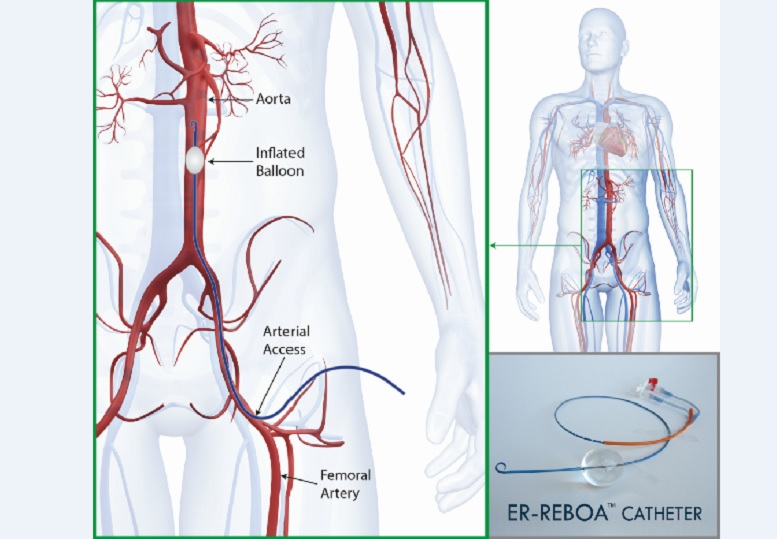 Aorta
Inflated
Balloon
Arterial
Access
Femoral
Artery
ER-REBOA™ CATHETER